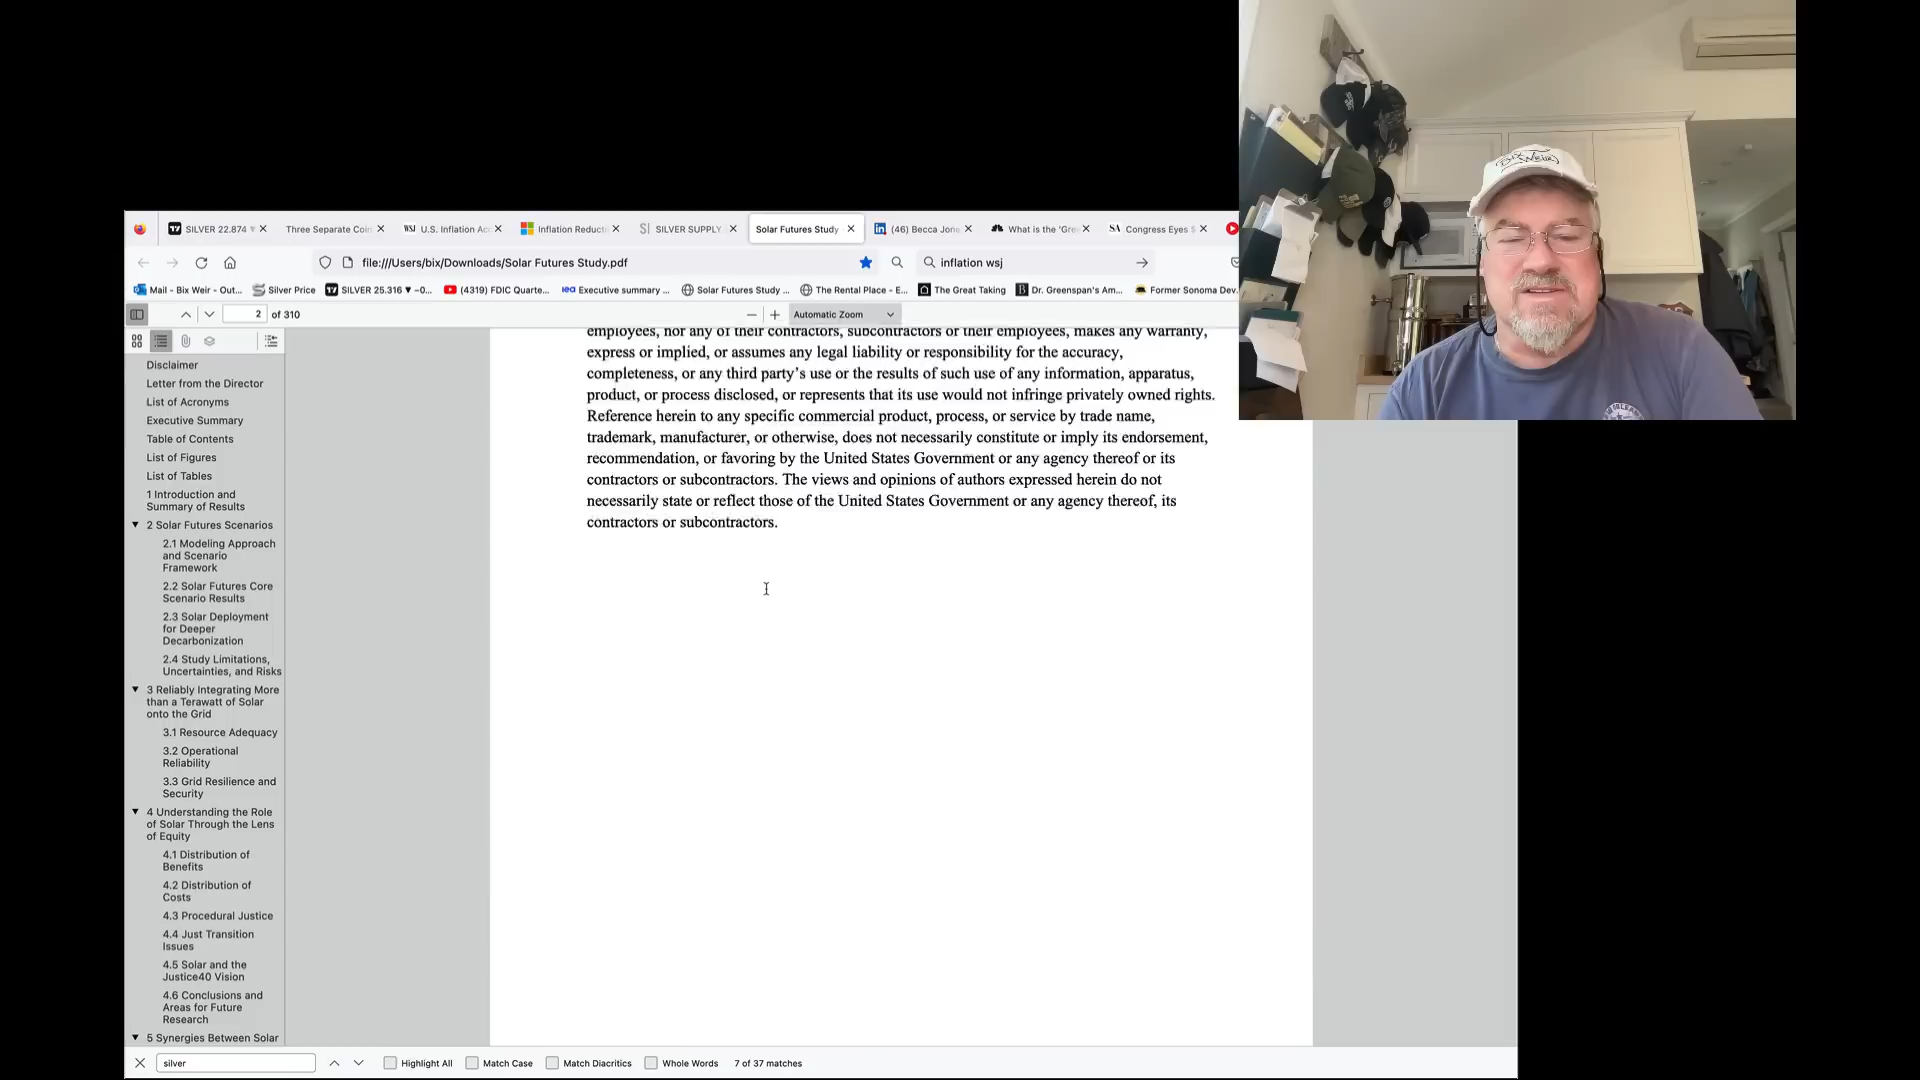 SILVER 22.874
Three Separate Coin
WSJ U.S. Inflation Acc
Inflation Reducti
SILVER SUPPLY
Solar Futures Study
(46) Becca Jone
What is the 'Gre
SA Congress Eyes S
file:///Users/bix/Downloads/Solar Futures Study.pdf
inflation wsj
Mail - Bix Weir - Out...
Silver Price
SILVER 25.316 ▼ −0...
(4319) FDIC Quarte...
iea Executive summary ...
Solar Futures Study ...
The Rental Place - E...
The Great Taking
Dr. Greenspan's Am...
Former Sonoma Dev.
2 of 310
Automatic Zoom
Disclaimer
Letter from the Director
List of Acronyms
Executive Summary
Table of Contents
List of Figures
List of Tables
1 Introduction and
Summary of Results
2 Solar Futures Scenarios
2.1 Modeling Approach
and Scenario
Framework
2.2 Solar Futures Core
Scenario Results
2.3 Solar Deployment
for Deeper
Decarbonization
2.4 Study Limitations,
Uncertainties, and Risks
3 Reliably Integrating More
than a Terawatt of Solar
onto the Grid
3.1 Resource Adequacy
3.2 Operational
Reliability
3.3 Grid Resilience and
Security
4 Understanding the Role
of Solar Through the Lens
of Equity
4.1 Distribution of
Benefits
4.2 Distribution of
Costs
4.3 Procedural Justice
4.4 Just Transition
Issues
4.5 Solar and the
Justice40 Vision
4.6 Conclusions and
Areas for Future
Research
5 Synergies Between Solar
employees, nor any of their contractors, subcontractors or their employees, makes any warranty,
express or implied, or assumes any legal liability or responsibility for the accuracy,
completeness, or any third party's use or the results of such use of any information, apparatus,
product, or process disclosed, or represents that its use would not infringe privately owned rights.
Reference herein to any specific commercial product, process, or service by trade name,
trademark, manufacturer, or otherwise, does not necessarily constitute or imply its endorsement,
recommendation, or favoring by the United States Government or any agency thereof or its
contractors or subcontractors. The views and opinions of authors expressed herein do not
necessarily state or reflect those of the United States Government or any agency thereof, its
contractors or subcontractors.
BIX WEIR
silver
Highlight All
Match Case
Match Diacritics
Whole Words
7 of 37 matches